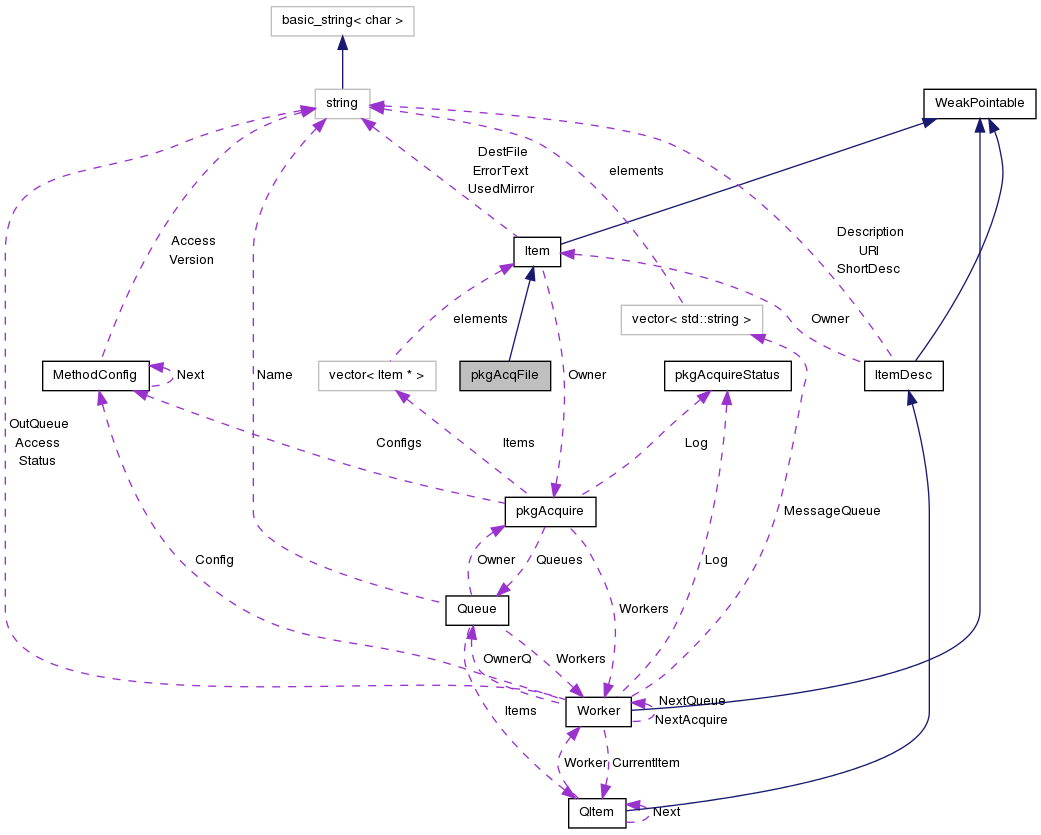 basic_string< char >
string
WeakPointable
DestFile
ErrorText
UsedMirror
elements
Description
URI
ShortDesc
Access
Version
Item
elements
vector< std::string >
Owner
MethodConfig
Next
vector< Item * >
pkgAcqFile
Owner
pkgAcquireStatus
ItemDesc
Name
OutQueue
Access
Status
Configs
Items
Log
pkgAcquire
MessageQueue
Config
Owner
Queues
Log
Queue
Workers
OwnerQ
Workers
Items
Worker
NextQueue
NextAcquire
Worker
CurrentItem
QItem
Next